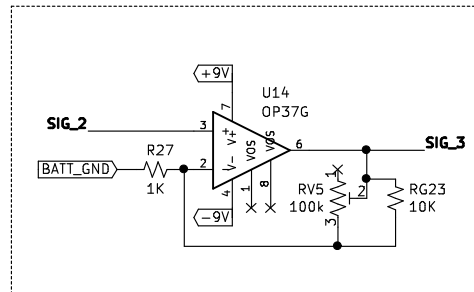 +9V
U14
OP37G
7
SIG_2
3
+
V+
VOS
VOS
6
SIG_3
R27
BATT_GND
1K
2
-
V-
4
1
8
-9V
RV5
100k
1
2
3
RG23
10K